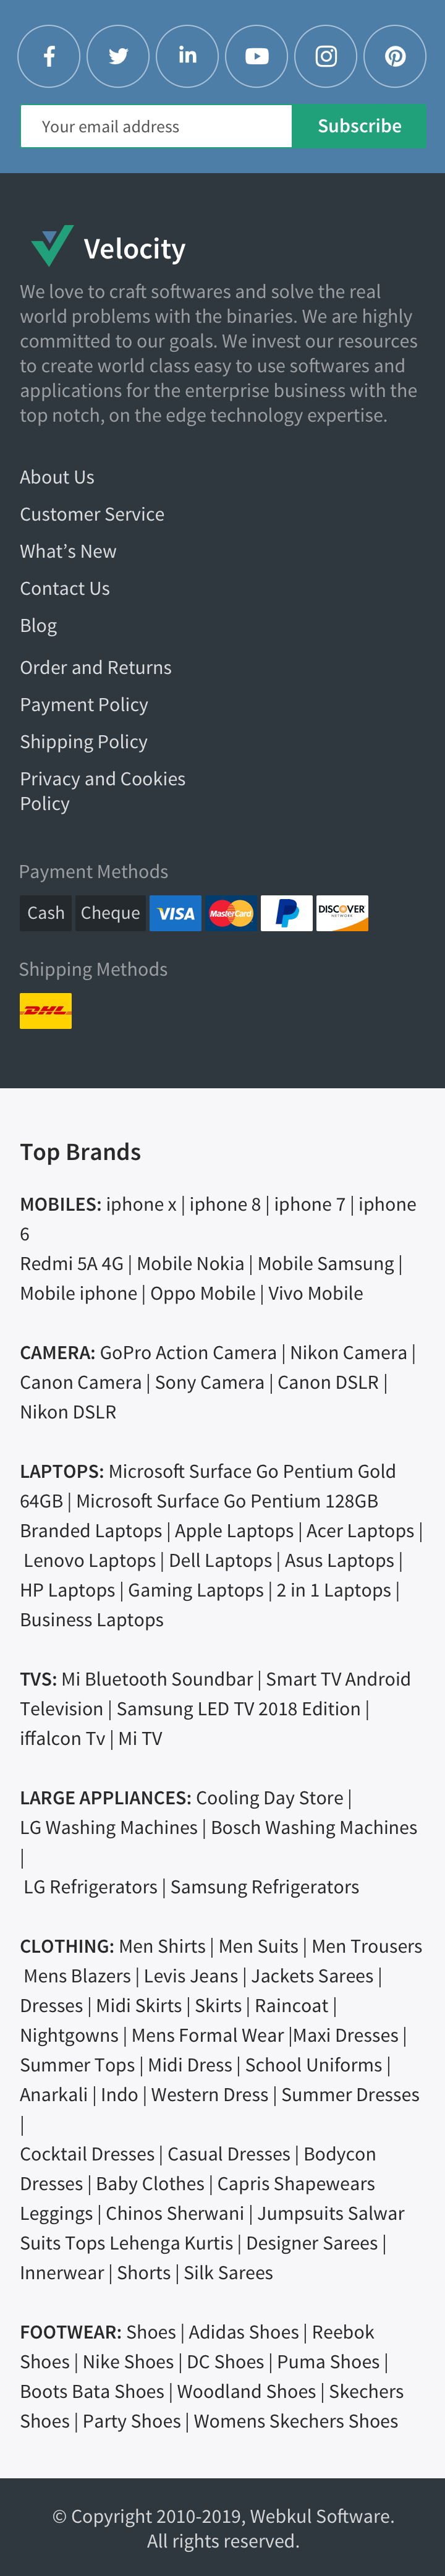 in
Your email address
Subscribe
Velocity
We love to craft softwares and solve the real
world problems with the binaries. We are highly
committed to our goals. We invest our resources
to create world class easy to use softwares and
applications for the enterprise business with the
top notch, on the edge technology expertise.
About Us
Customer Service
What’s New
Contact Us
Blog
Order and Returns
Payment Policy
Shipping Policy
Privacy and Cookies
Policy
Payment Methods
Cash Cheque VISA MasterCard DISCOVER
NETWORK
Shipping Methods
DHL
Top Brands
MOBILES: iphone x | iphone 8 | iphone 7 | iphone
6
Redmi 5A 4G | Mobile Nokia | Mobile Samsung |
Mobile iphone | Oppo Mobile | Vivo Mobile
CAMERA: GoPro Action Camera | Nikon Camera |
Canon Camera | Sony Camera | Canon DSLR |
Nikon DSLR
LAPTOPS: Microsoft Surface Go Pentium Gold
64GB | Microsoft Surface Go Pentium 128GB
Branded Laptops | Apple Laptops | Acer Laptops |
Lenovo Laptops | Dell Laptops | Asus Laptops |
HP Laptops | Gaming Laptops | 2 in 1 Laptops |
Business Laptops
TVS: Mi Bluetooth Soundbar | Smart TV Android
Television | Samsung LED TV 2018 Edition |
iffalcon Tv | Mi TV
LARGE APPLIANCES: Cooling Day Store |
LG Washing Machines | Bosch Washing Machines
|
LG Refrigerators | Samsung Refrigerators
CLOTHING: Men Shirts | Men Suits | Men Trousers
Mens Blazers | Levis Jeans | Jackets Sarees |
Dresses | Midi Skirts | Skirts | Raincoat |
Nightgowns | Mens Formal Wear |Maxi Dresses |
Summer Tops | Midi Dress | School Uniforms |
Anarkali | Indo | Western Dress | Summer Dresses
|
Cocktail Dresses | Casual Dresses | Bodycon
Dresses | Baby Clothes | Capris Shapewears
Leggings | Chinos Sherwani | Jumpsuits Salwar
Suits Tops Lehenga Kurtis | Designer Sarees |
Innerwear | Shorts | Silk Sarees
FOOTWEAR: Shoes | Adidas Shoes | Reebok
Shoes | Nike Shoes | DC Shoes | Puma Shoes |
Boots Bata Shoes | Woodland Shoes | Skechers
Shoes | Party Shoes | Womens Skechers Shoes
© Copyright 2010-2019, Webkul Software.
All rights reserved.